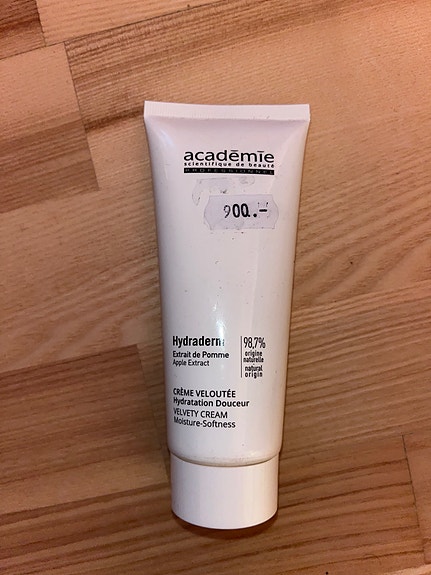 académie
scientifique de beauté
PROFESSIONNEL
900.-
Hydraderm
Extrait de Pomme
Apple Extract
98,7%
origine
naturelle
natural
origin
CRÈME VELOUTÉE
Hydratation Douceur
VELVETY CREAM
Moisture-Softness